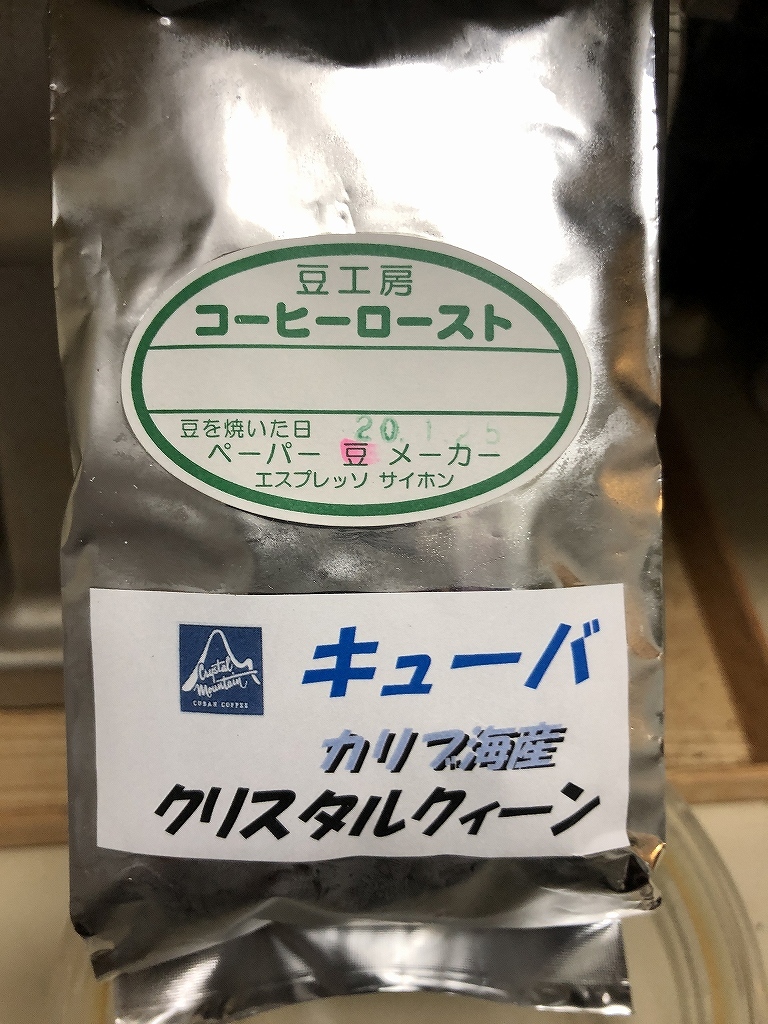 豆工房
コーヒーロースト
豆を焼いた日 20.1.25
ペーパー 豆 メーカー
エスプレッソ サイホン
Crystal
Mountain
CUBAN COFFEE
キューバ
カリブ海産
クリスタルクィーン